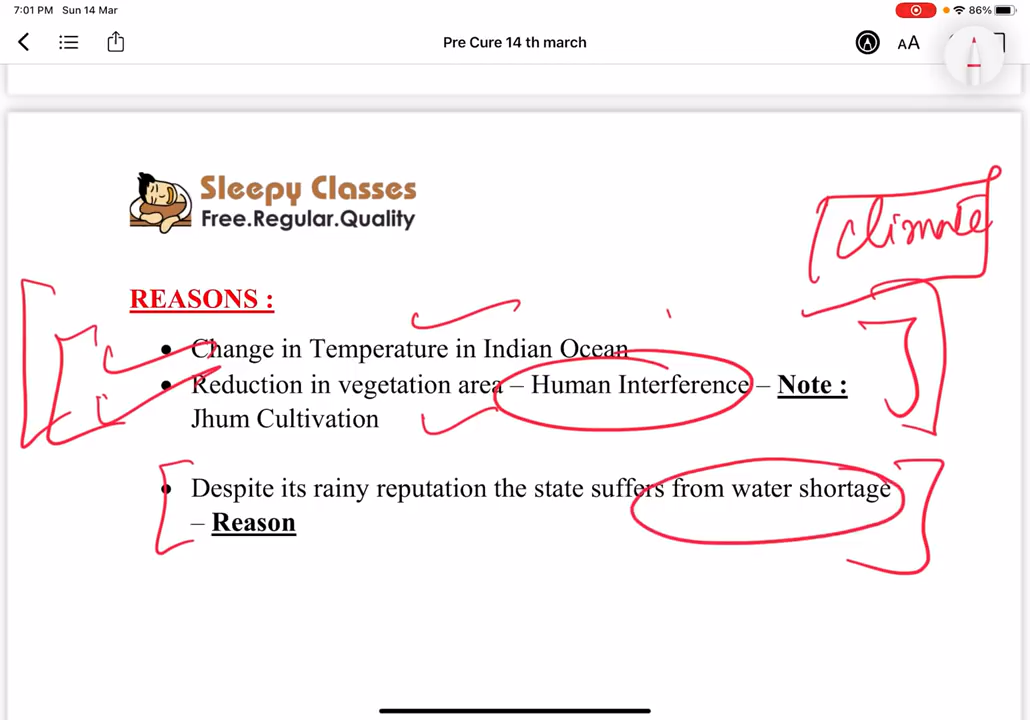 7:01 PM Sun 14 Mar
86%
Pre Cure 14 th march
AA
Sleepy Classes
Free.Regular.Quality
climate
REASONS :
• Change in Temperature in Indian Ocean
• Reduction in vegetation area – Human Interference – Note :
Jhum Cultivation
• Despite its rainy reputation the state suffers from water shortage
– Reason